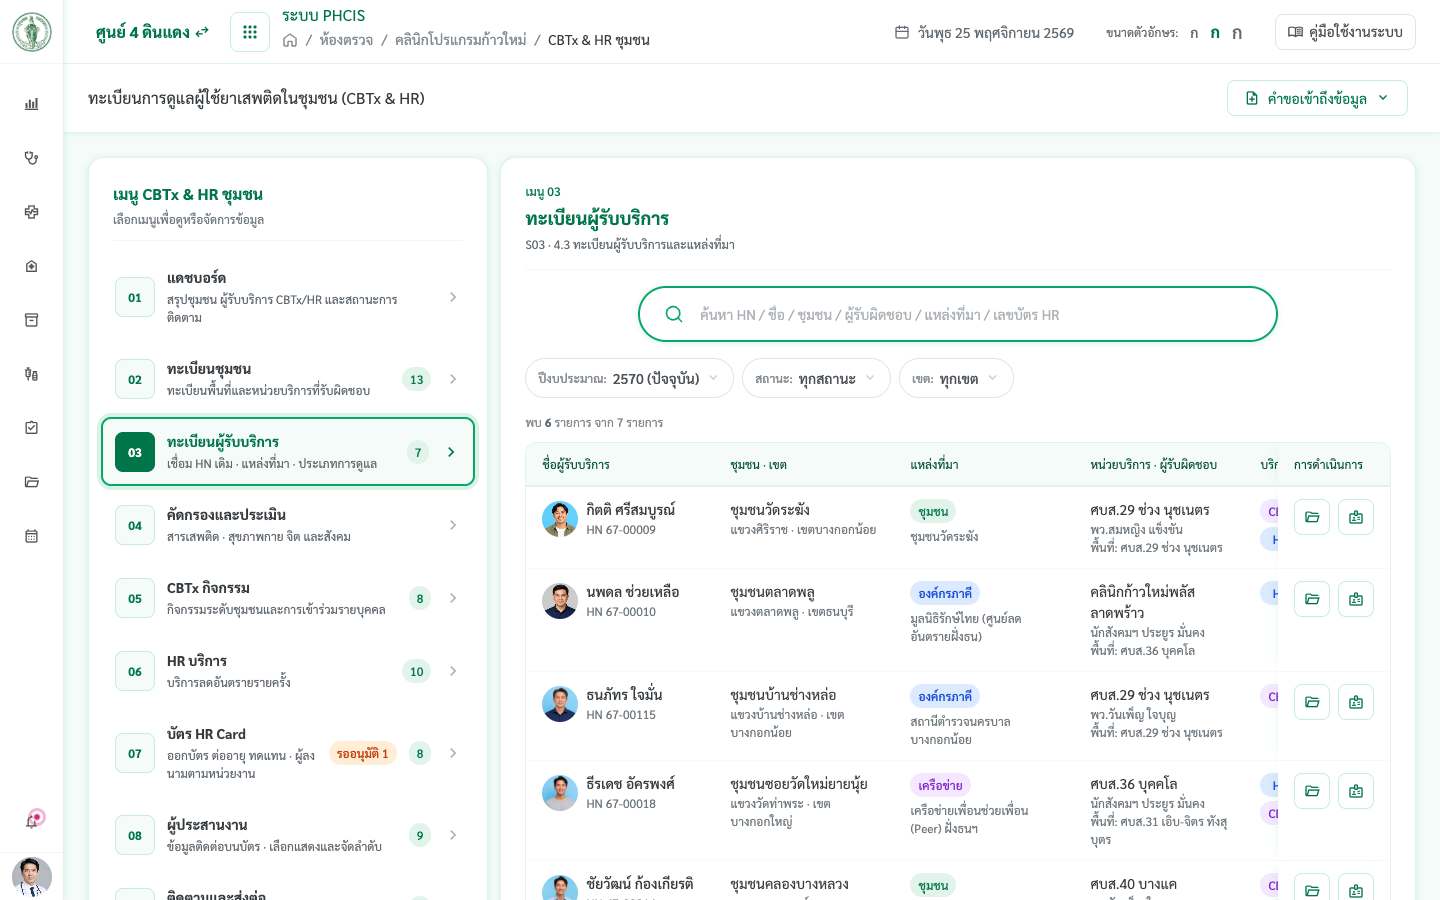 ศูนย์ 4 ดินแดง
ระบบ PHCIS
/ ห้องตรวจ / คลินิกโปรแกรมก้าวใหม่ / CBTx & HR ชุมชน
วันพุธ 25 พฤศจิกายน 2569
ขนาดตัวอักษร: ก ก ก
คู่มือใช้งานระบบ
ทะเบียนการดูแลผู้ใช้ยาเสพติดในชุมชน (CBTx & HR)
คำขอเข้าถึงข้อมูล
เมนู CBTx & HR ชุมชน
เลือกเมนูเพื่อดูหรือจัดการข้อมูล
01
แดชบอร์ด
สรุปชุมชน ผู้รับบริการ CBTx/HR และสถานะการ
ติดตาม
02
ทะเบียนชุมชน
ทะเบียนพื้นที่และหน่วยบริการที่รับผิดชอบ
13
03
ทะเบียนผู้รับบริการ
เชื่อม HN เดิม · แหล่งที่มา · ประเภทการดูแล
7
04
คัดกรองและประเมิน
สารเสพติด · สุขภาพกาย จิต และสังคม
05
CBTx กิจกรรม
กิจกรรมระดับชุมชนและการเข้าร่วมรายบุคคล
8
06
HR บริการ
บริการลดอันตรายรายครั้ง
10
07
บัตร HR Card
ออกบัตร ต่ออายุ ทดแทน · ผู้ลง
นามตามหน่วยงาน
รออนุมัติ 1
8
08
ผู้ประสานงาน
ข้อมูลติดต่อบนบัตร · เลือกแสดงและจัดลำดับ
9
ติดตามและส่งต่อ
เมนู 03
ทะเบียนผู้รับบริการ
S03 · 4.3 ทะเบียนผู้รับบริการและแหล่งที่มา
ค้นหา HN / ชื่อ / ชุมชน / ผู้รับผิดชอบ / แหล่งที่มา / เลขบัตร HR
ปีงบประมาณ: 2570 (ปัจจุบัน)
สถานะ: ทุกสถานะ
เขต: ทุกเขต
พบ 6 รายการ จาก 7 รายการ
ชื่อผู้รับบริการ
ชุมชน · เขต
แหล่งที่มา
หน่วยบริการ · ผู้รับผิดชอบ
บริก
การดำเนินการ
กิตติ ศรีสมบูรณ์
HN 67-00009
ชุมชนวัดระฆัง
แขวงศิริราช · เขตบางกอกน้อย
ชุมชน
ชุมชนวัดระฆัง
ศบส.29 ช่วง นุชเนตร
พว.สมหญิง แข็งขัน
พื้นที่: ศบส.29 ช่วง นุชเนตร
นพดล ช่วยเหลือ
HN 67-00010
ชุมชนตลาดพลู
แขวงตลาดพลู · เขตธนบุรี
องค์กรภาคี
มูลนิธิรักษ์ไทย (ศูนย์ลด
อันตรายฝั่งธน)
คลินิกก้าวใหม่พลัส
ลาดพร้าว
นักสังคมฯ ประยูร มั่นคง
พื้นที่: ศบส.36 บุคคโล
ธนภัทร ใจมั่น
HN 67-00115
ชุมชนบ้านช่างหล่อ
แขวงบ้านช่างหล่อ · เขต
บางกอกน้อย
องค์กรภาคี
สถานีตำรวจนครบาล
บางกอกน้อย
ศบส.29 ช่วง นุชเนตร
พว.วันเพ็ญ ใจบุญ
พื้นที่: ศบส.29 ช่วง นุชเนตร
ธีรเดช อัครพงศ์
HN 67-00018
ชุมชนซอยวัดใหม่ยายนุ้ย
แขวงวัดท่าพระ · เขต
บางกอกใหญ่
เครือข่าย
เครือข่ายเพื่อนช่วยเพื่อน
(Peer) ฝั่งธนฯ
ศบส.36 บุคคโล
นักสังคมฯ ประยูร มั่นคง
พื้นที่: ศบส.31 เอิบ-จิตร ทังสุ
บุตร
ชัยวัฒน์ ก้องเกียรติ
ชุมชนคลองบางหลวง
ชุมชน
ศบส.40 บางแค